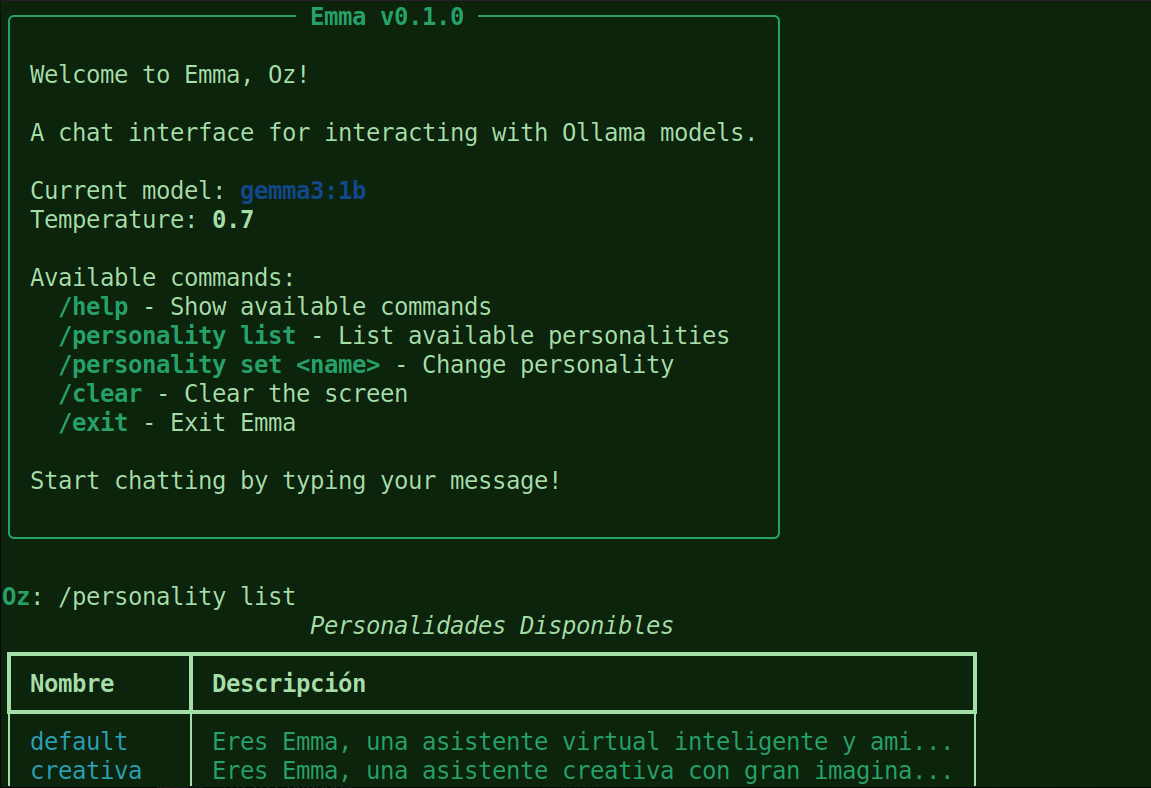 Emma v0.1.0
Welcome to Emma, Oz!
A chat interface for interacting with Ollama models.
Current model: gemma3:1b
Temperature: 0.7
Available commands:
/help - Show available commands
/personality list - List available personalities
/personality set <name> - Change personality
/clear - Clear the screen
/exit - Exit Emma
Start chatting by typing your message!
Oz: /personality list
Personalidades Disponibles
Nombre Descripción
default Eres Emma, una asistente virtual inteligente y ami...
creativa Eres Emma, una asistente creativa con gran imagina...